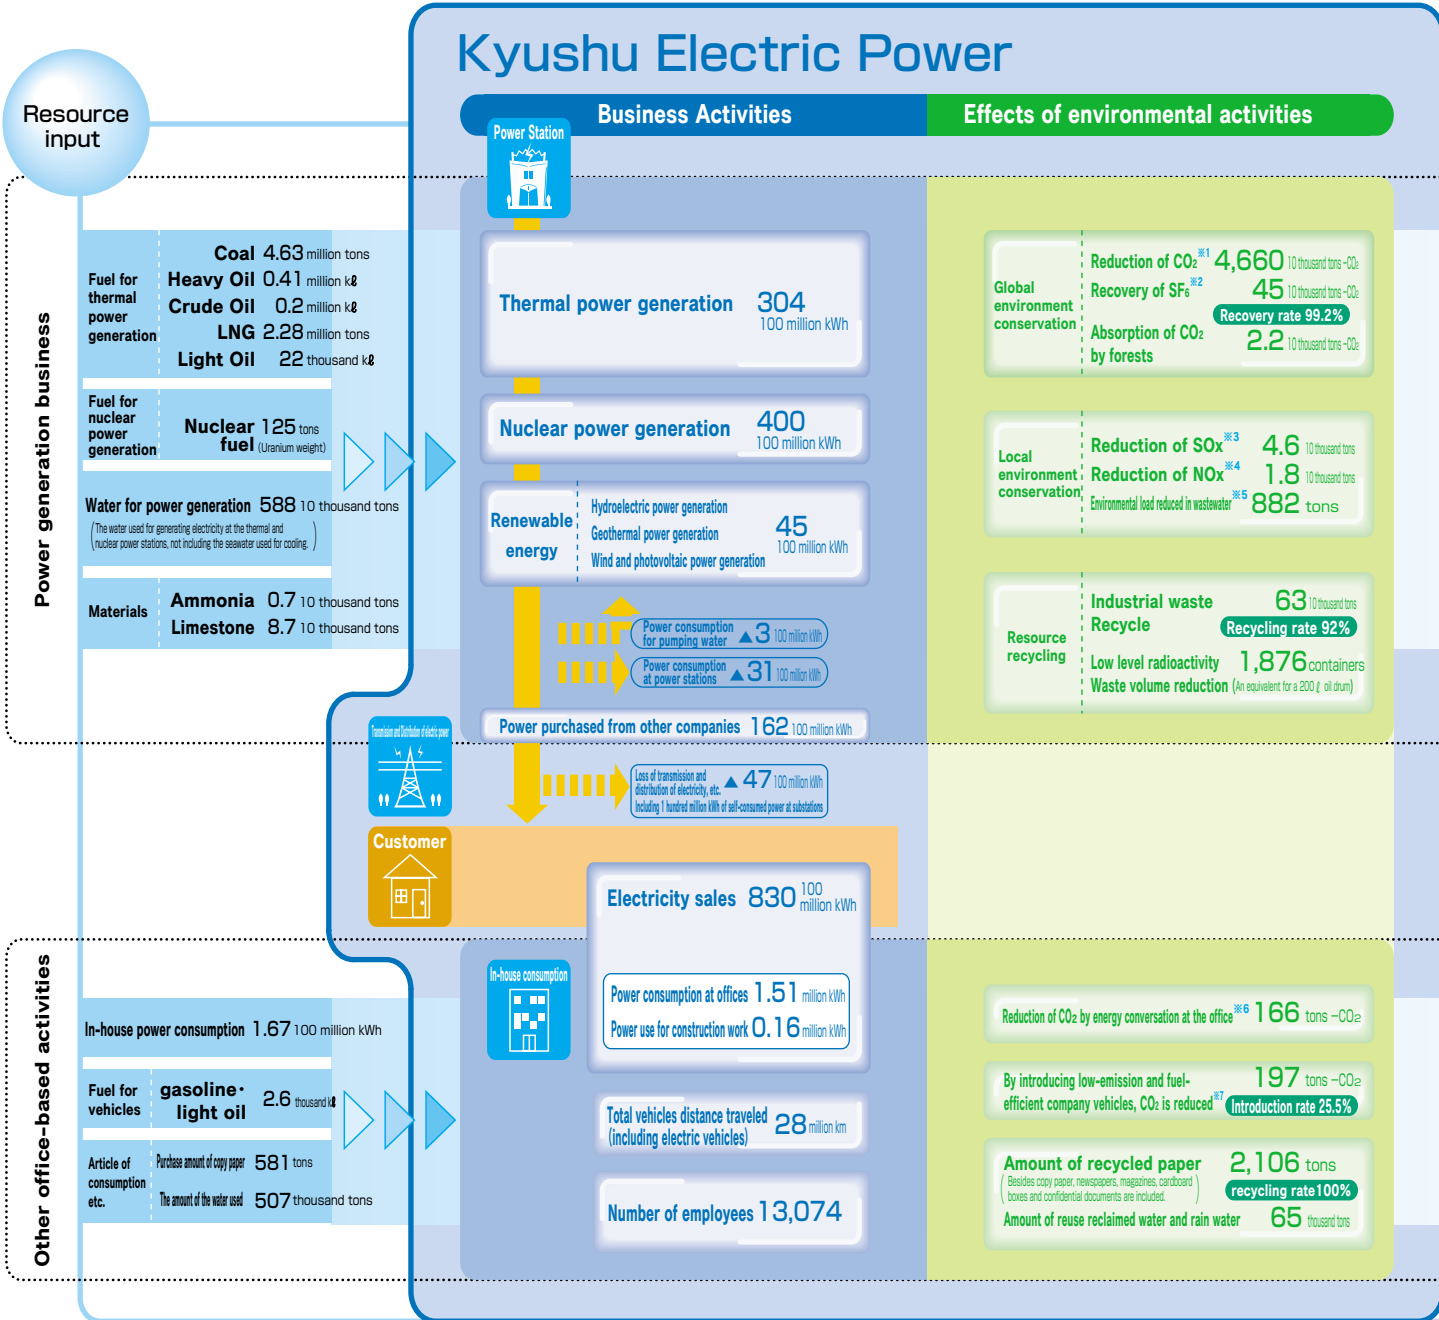 Kyushu Electric Power
Resource
input
Business Activities
Effects of environmental activities
Power Station
Power generation business
Fuel for
thermal
power
generation
Coal 4.63 million tons
Heavy Oil 0.41 million kℓ
Crude Oil 0.2 million kℓ
LNG 2.28 million tons
Light Oil 22 thousand kℓ
Fuel for
nuclear
power
generation
Nuclear 125 tons
fuel (Uranium weight)
Water for power generation 588 10 thousand tons
(The water used for generating electricity at the thermal and
nuclear power stations, not including the seawater used for cooling.)
Materials
Ammonia 0.7 10 thousand tons
Limestone 8.7 10 thousand tons
Thermal power generation 304
100 million kWh
Nuclear power generation 400
100 million kWh
Renewable
energy
Hydroelectric power generation
Geothermal power generation
Wind and photovoltaic power generation
45
100 million kWh
Power consumption
for pumping water ▲3 100 million kWh
Power consumption
at power stations ▲31 100 million kWh
Power purchased from other companies 162 100 million kWh
Transmission and Distribution of electric power
Loss of transmission and
distribution of electricity, etc. ▲47 100 million kWh
Including 1 hundred million kWh of self-consumed power at substations
Global
environment
conservation
Reduction of CO₂※1 4,660 10 thousand tons-CO₂
Recovery of SF₆※2 45 10 thousand tons-CO₂
Recovery rate 99.2%
Absorption of CO₂
by forests
2.2 10 thousand tons-CO₂
Local
environment
conservation
Reduction of SOx※3 4.6 10 thousand tons
Reduction of NOx※4 1.8 10 thousand tons
Environmental load reduced in wastewater※5 882 tons
Resource
recycling
Industrial waste
Recycle
63 10 thousand tons
Recycling rate 92%
Low level radioactivity 1,876 containers
Waste volume reduction (An equivalent for a 200 ℓ oil drum)
Customer
Electricity sales 830 100
million kWh
Power consumption at offices 1.51 million kWh
Power use for construction work 0.16 million kWh
Other office-based activities
In-house power consumption 1.67 100 million kWh
Fuel for
vehicles
gasoline・
light oil
2.6 thousand kℓ
Article of
consumption
etc.
Purchase amount of copy paper 581 tons
The amount of the water used 507 thousand tons
In-house consumption
Total vehicles distance traveled
(including electric vehicles) 28 million km
Number of employees 13,074
Reduction of CO₂ by energy conversation at the office※6 166 tons-CO₂
By introducing low-emission and fuel-
efficient company vehicles, CO₂ is reduced※7
197 tons-CO₂
Introduction rate 25.5%
Amount of recycled paper 2,106 tons
(Besides copy paper, newspapers, magazines, cardboard
boxes and confidential documents are included.)
recycling rate100%
Amount of reuse reclaimed water and rain water 65 thousand tons